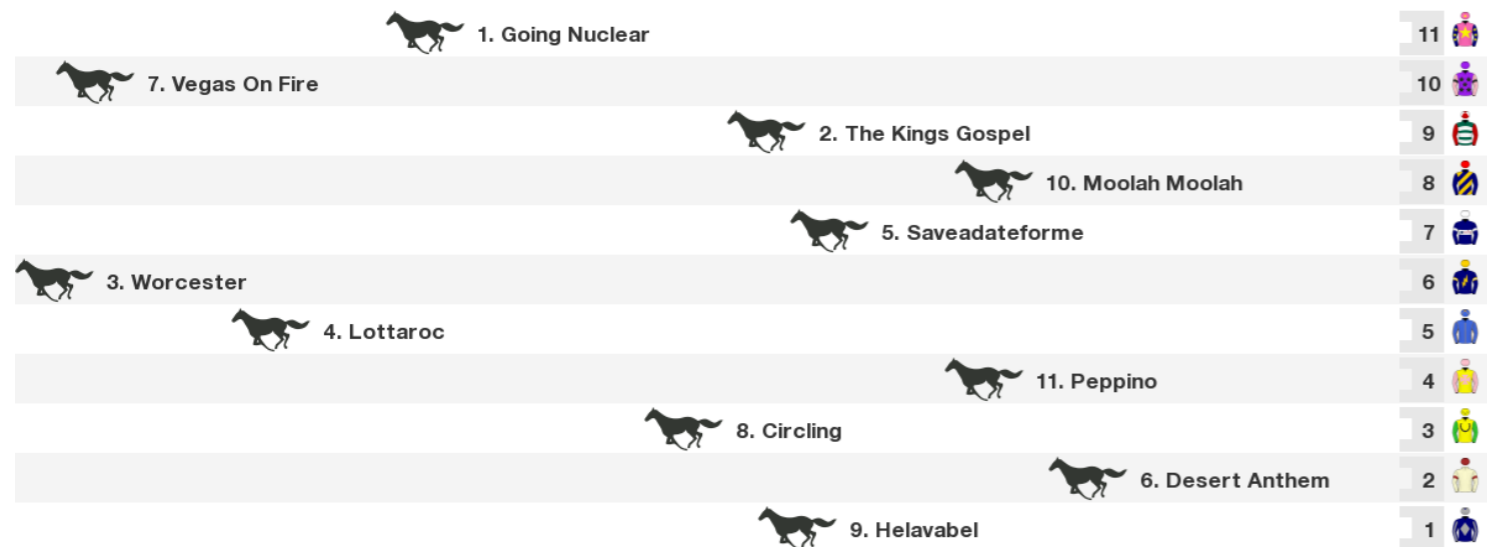 1. Going Nuclear 11
7. Vegas On Fire 10
2. The Kings Gospel 9
10. Moolah Moolah 8
5. Saveadateforme 7
3. Worcester 6
4. Lottaroc 5
11. Peppino 4
8. Circling 3
6. Desert Anthem 2
9. Helavabel 1